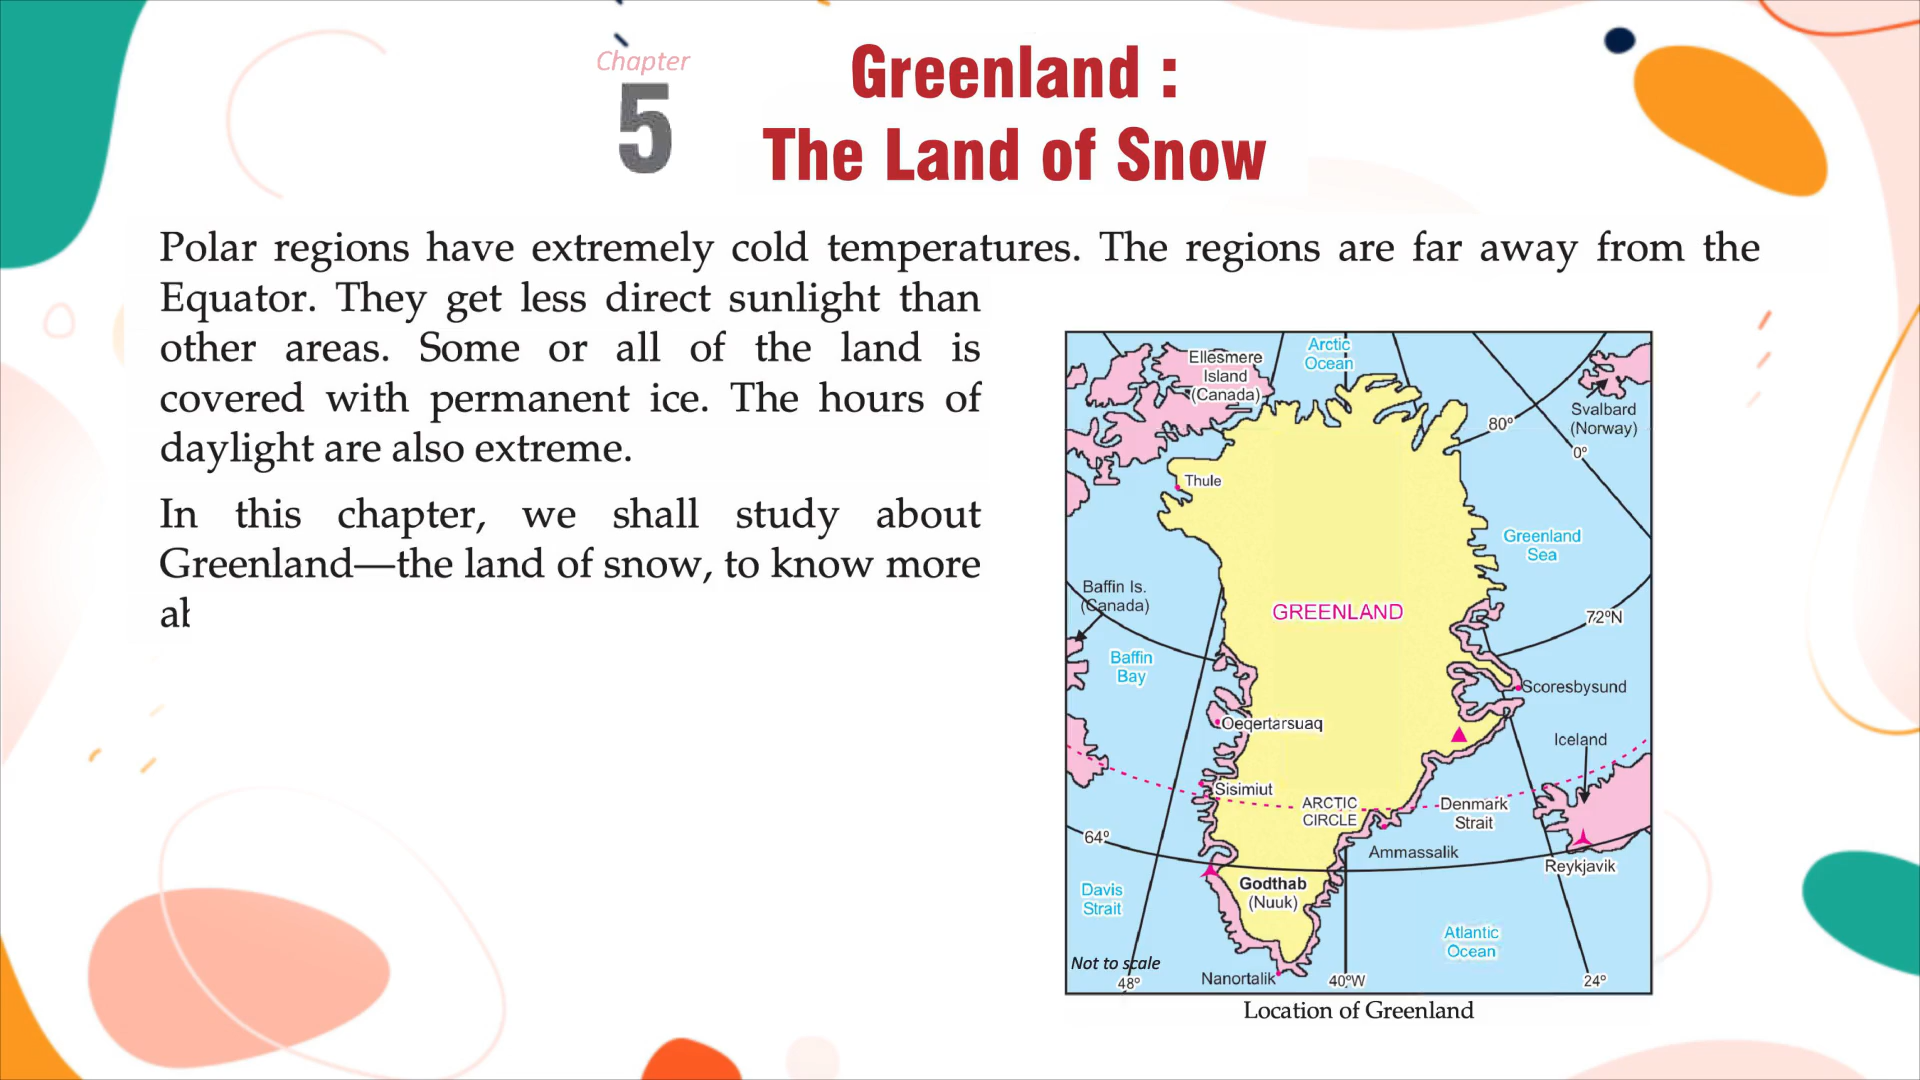 Chapter
5
Greenland :
The Land of Snow
Polar regions have extremely cold temperatures. The regions are far away from the
Equator. They get less direct sunlight than
other areas. Some or all of the land is
covered with permanent ice. The hours of
daylight are also extreme.
In this chapter, we shall study about
Greenland—the land of snow, to know more
Arctic
Ocean
Ellesmere
Island
(Canada)
Svalbard
(Norway)
80°
0°
Thule
Greenland
Sea
Baffin Is.
(Canada)
GREENLAND
72°N
Baffin
Bay
Scoresbysund
Oeqertarsuaq
Iceland
Sisimiut
ARCTIC
CIRCLE
Denmark
Strait
64°
Ammassalik
Reykjavik
Godthab
(Nuuk)
Davis
Strait
Atlantic
Ocean
Not to scale
Nanortalik
48°
40°W
24°
Location of Greenland